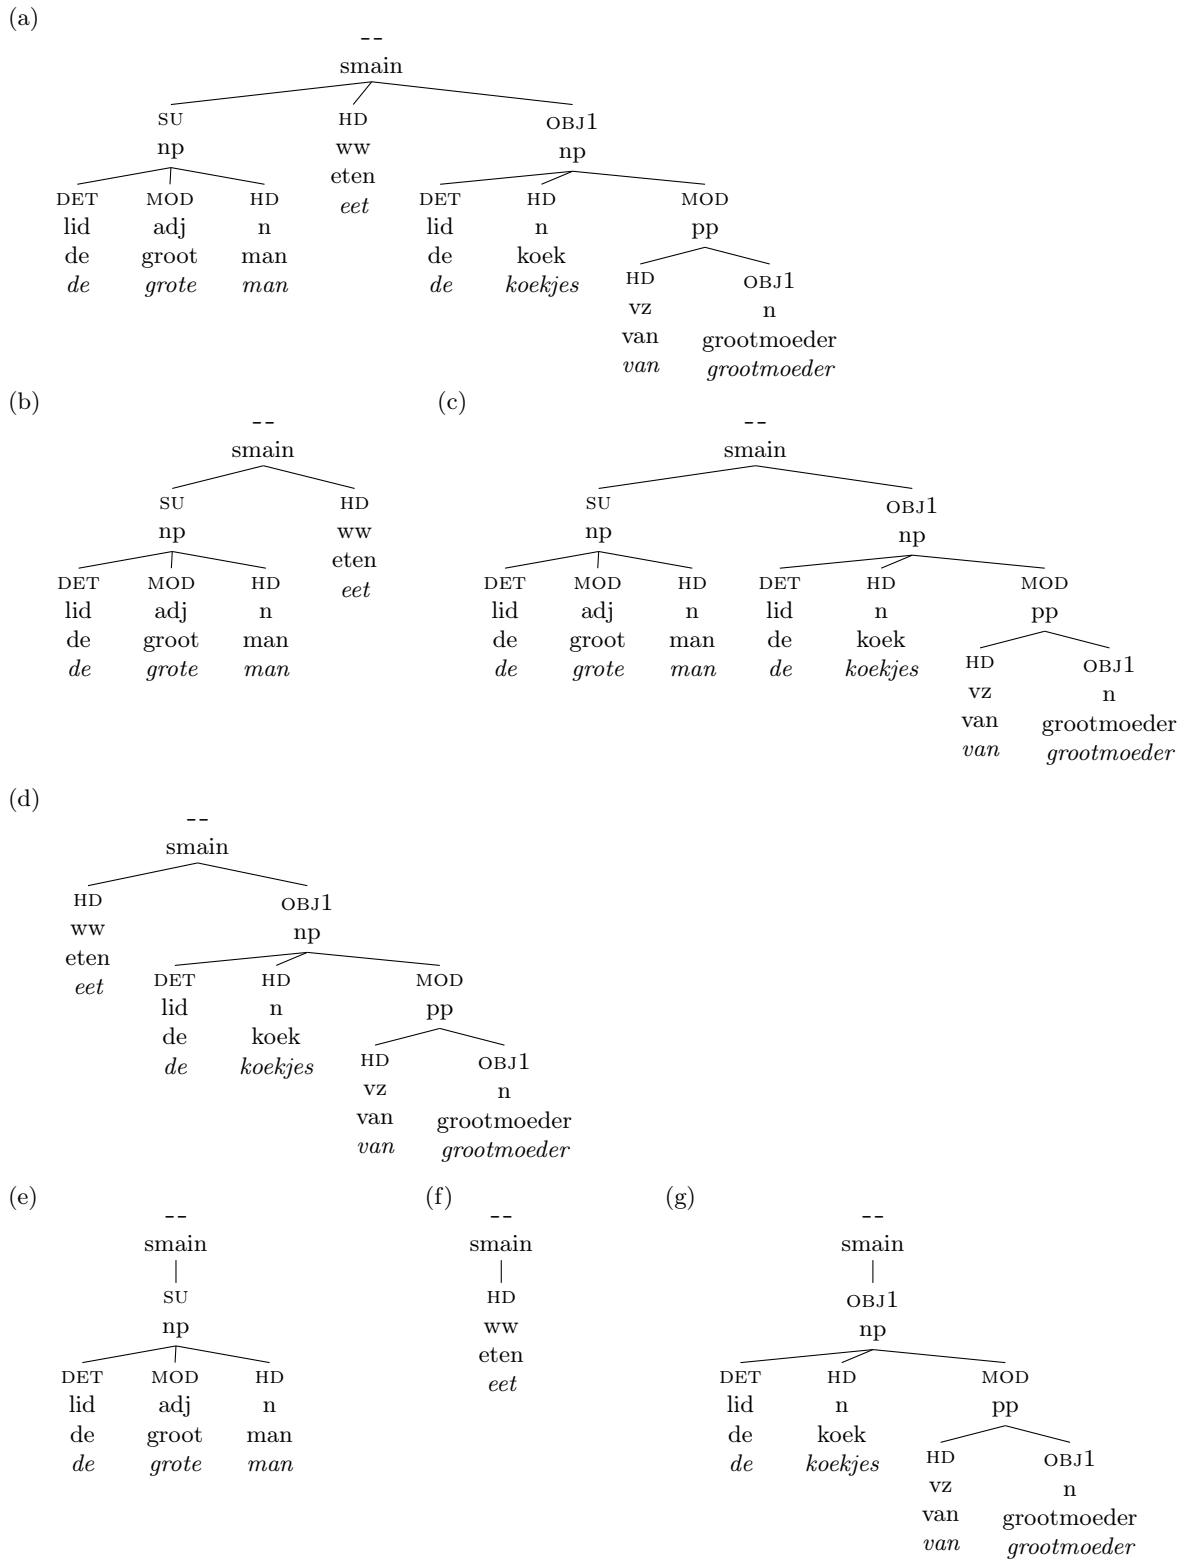 (a)
--
smain
SU HD OBJ1
np ww np
eten
eet
DET MOD HD DET HD MOD
lid adj n lid n pp
de groot man de koek
de grote man de koekjes
HD OBJ1
vz n
van grootmoeder
van grootmoeder
(b)
--
smain
SU HD
np ww
eten
eet
DET MOD HD
lid adj n
de groot man
de grote man
(c)
--
smain
SU OBJ1
np np
DET MOD HD DET HD MOD
lid adj n lid n pp
de groot man de koek
de grote man de koekjes
HD OBJ1
vz n
van grootmoeder
van grootmoeder
(d)
--
smain
HD OBJ1
ww np
eten
eet
DET HD MOD
lid n pp
de koek
de koekjes
HD OBJ1
vz n
van grootmoeder
van grootmoeder
(e)
--
smain
SU
np
DET MOD HD
lid adj n
de groot man
de grote man
(f)
--
smain
HD
ww
eten
eet
(g)
--
smain
OBJ1
np
DET HD MOD
lid n pp
de koek
de koekjes
HD OBJ1
vz n
van grootmoeder
van grootmoeder